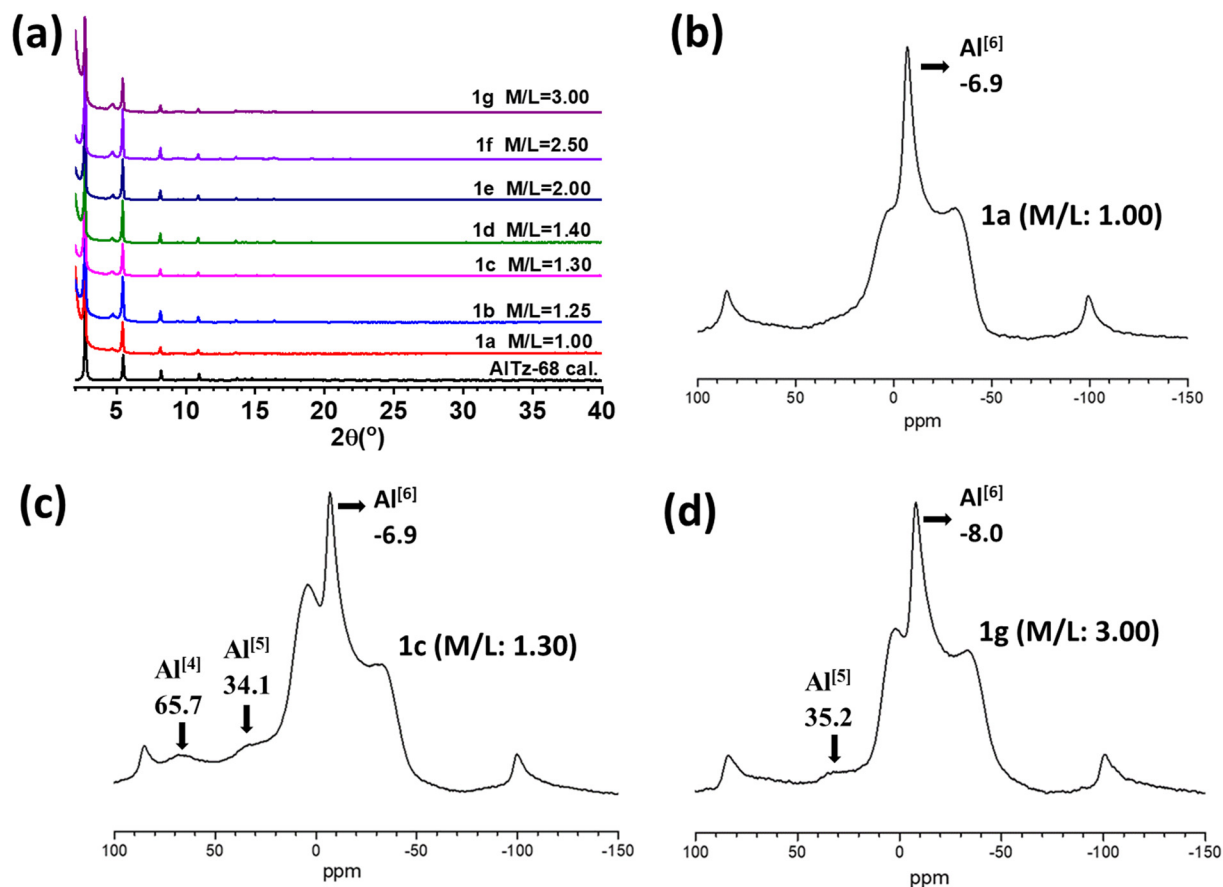 (a)
1g M/L=3.00
1f M/L=2.50
1e M/L=2.00
1d M/L=1.40
1c M/L=1.30
1b M/L=1.25
1a M/L=1.00
AlTz-68 cal.
5 10 15 20 25 30 35 40
2θ(°)
(b)
Al[6]
-6.9
1a (M/L: 1.00)
100 50 0 -50 -100 -150
ppm
(c)
Al[6]
-6.9
1c (M/L: 1.30)
Al[5]
34.1
Al[4]
65.7
100 50 0 -50 -100 -150
ppm
(d)
Al[6]
-8.0
1g (M/L: 3.00)
Al[5]
35.2
100 50 0 -50 -100 -150
ppm